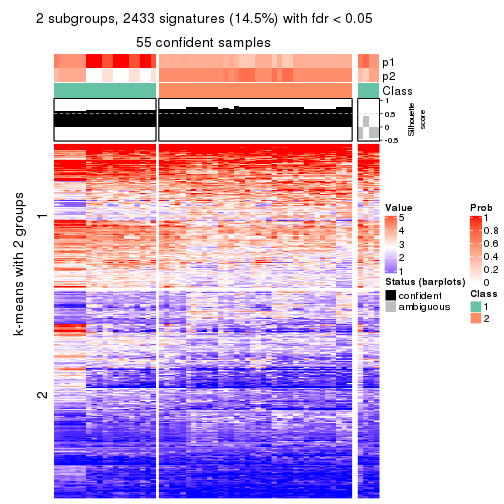 2 subgroups, 2433 signatures (14.5%) with fdr < 0.05
55 confident samples
p1
p2
Class
1
0.5
0
-0.5
Silhouette
score
k-means with 2 groups
1
2
Value
5
4
3
2
1
Prob
1
0.8
0.6
0.4
0.2
0
Status (barplots)
confident
ambiguous
Class
1
2